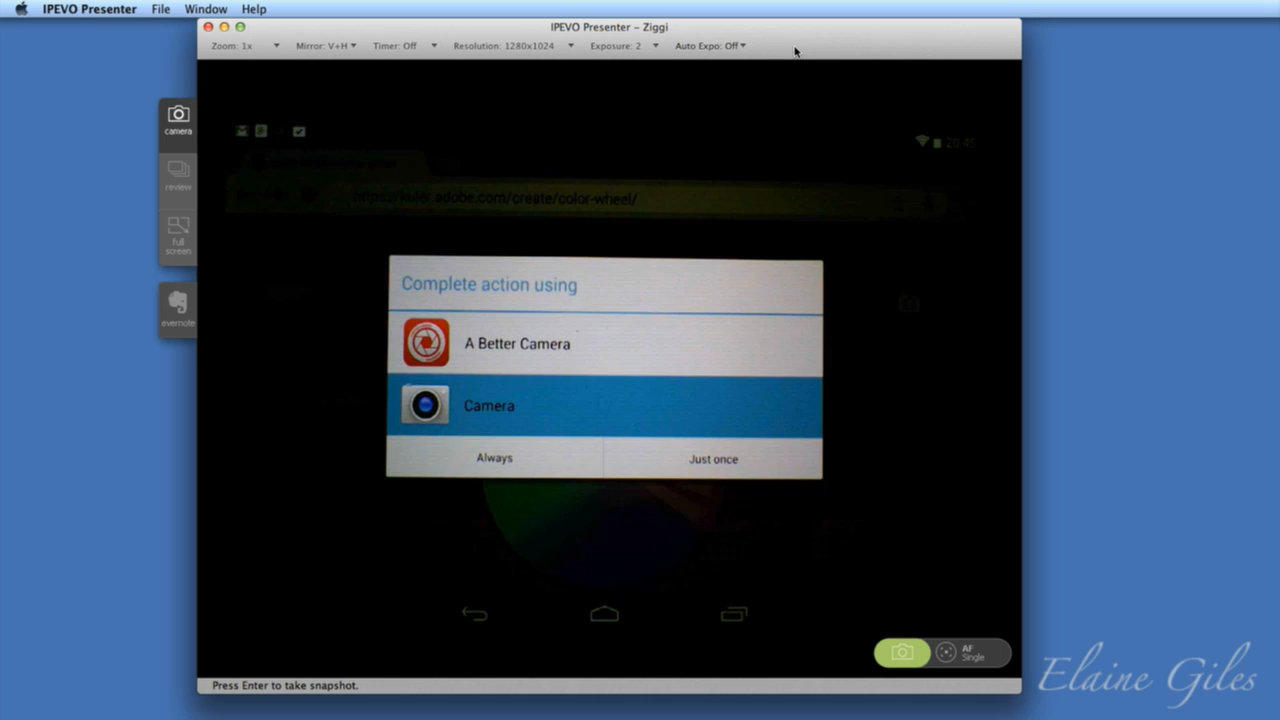 IPEVO Presenter File Window Help
IPEVO Presenter – Ziggi
Zoom: 1x Mirror: V+H Timer: Off Resolution: 1280x1024 Exposure: 2 Auto Expo: Off
camera
review
full
screen
evernote
20:45
https://kuler.adobe.com/create/color-wheel/
Complete action using
A Better Camera
Camera
Always Just once
AF
Single
Press Enter to take snapshot.
Elaine Giles